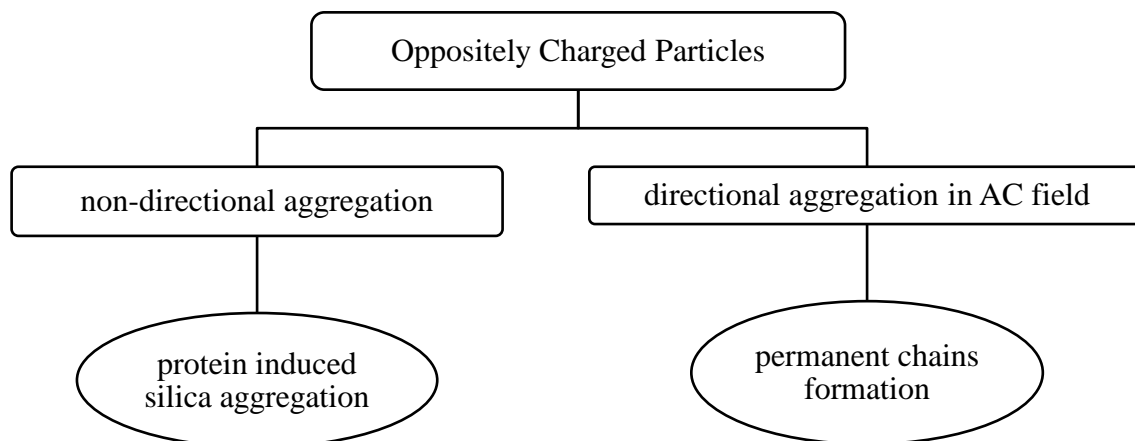 Oppositely Charged Particles
non-directional aggregation
directional aggregation in AC field
protein induced
silica aggregation
permanent chains
formation